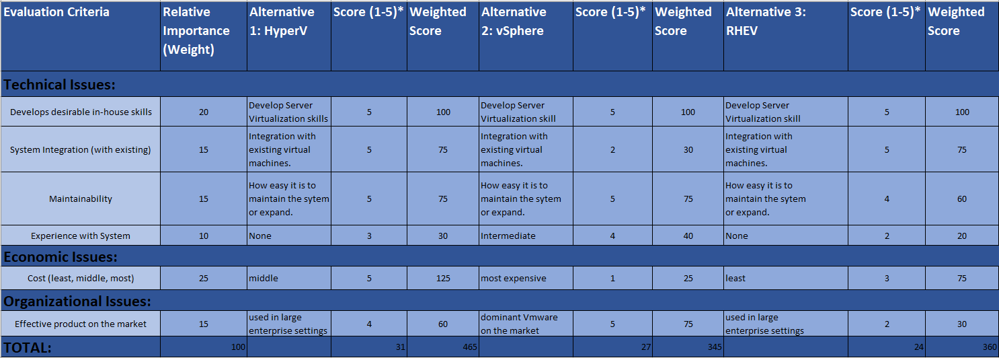 Evaluation Criteria Relative Importance (Weight) Alternative 1: HyperV Score (1-5)* Weighted Score Alternative 2: vSphere Score (1-5)* Weighted Score Alternative 3: RHEV Score (1-5)* Weighted Score
Technical Issues:
Develops desirable in-house skills 20 Develop Server Virtualization skills 5 100 Develop Server Virtualization skill 5 100 Develop Server Virtualization skill 5 100
System Integration (with existing) 15 Integration with existing virtual machines. 5 75 Integration with existing virtual machines. 2 30 Integration with existing virtual machines. 5 75
Maintainability 15 How easy it is to maintain the sytem or expand. 5 75 How easy it is to maintain the sytem or expand. 5 75 How easy it is to maintain the sytem or expand. 4 60
Experience with System 10 None 3 30 Intermediate 4 40 None 2 20
Economic Issues:
Cost (least, middle, most) 25 middle 5 125 most expensive 1 25 least 3 75
Organizational Issues:
Effective product on the market 15 used in large enterprise settings 4 60 dominant Vmware on the market 5 75 used in large enterprise settings 2 30
TOTAL: 100 31 465 27 345 24 360